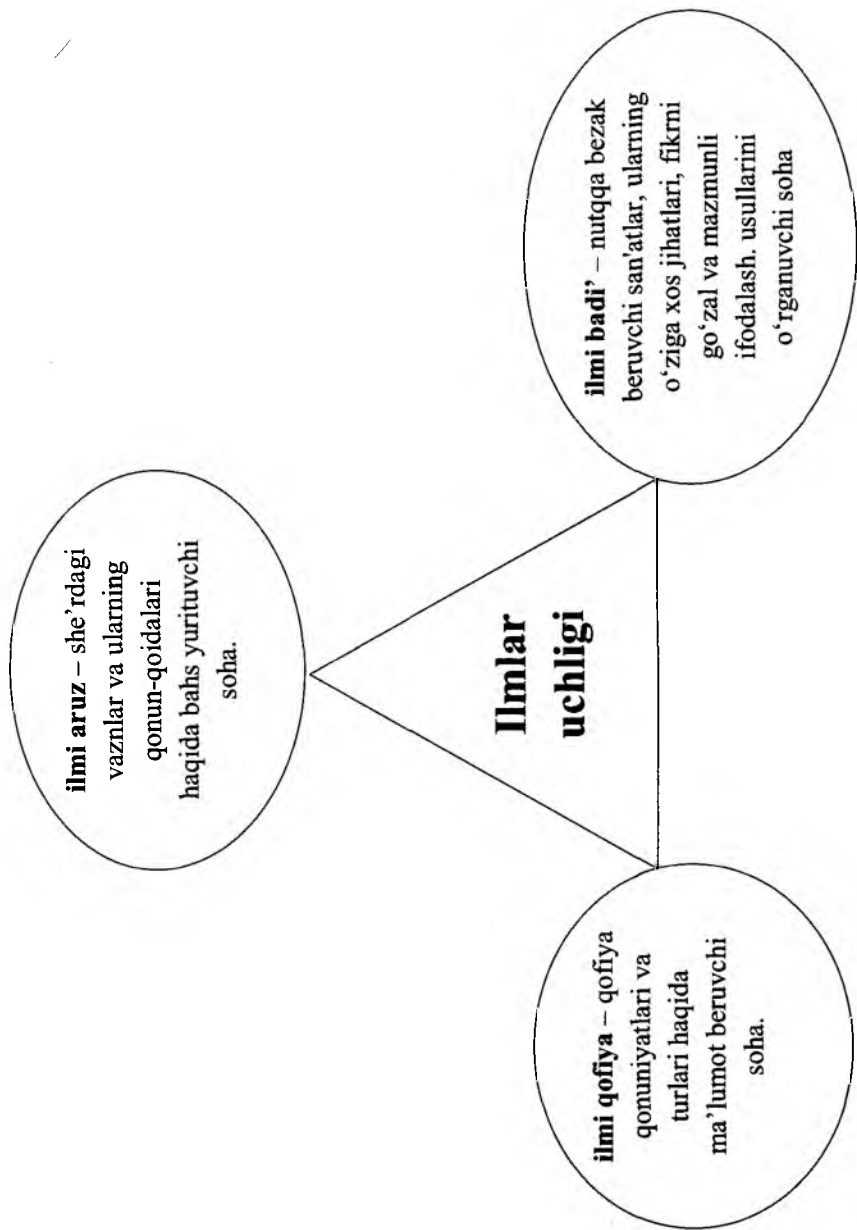 ilmi aruz – she’rdagi
vaznlar va ularning
qonun-qoidalari
haqida bahs yurituvchi
soha.
Ilmlar
uchligi
ilmi qofiya – qofiya
qonuniyatlari va
turlari haqida
ma’lumot beruvchi
soha.
ilmi badi’ – nutqqa bezak
beruvchi san'atlar, ularning
o‘ziga xos jihatlari, fikrni
go‘zal va mazmunli
ifodalash. usullarini
o‘rganuvchi soha